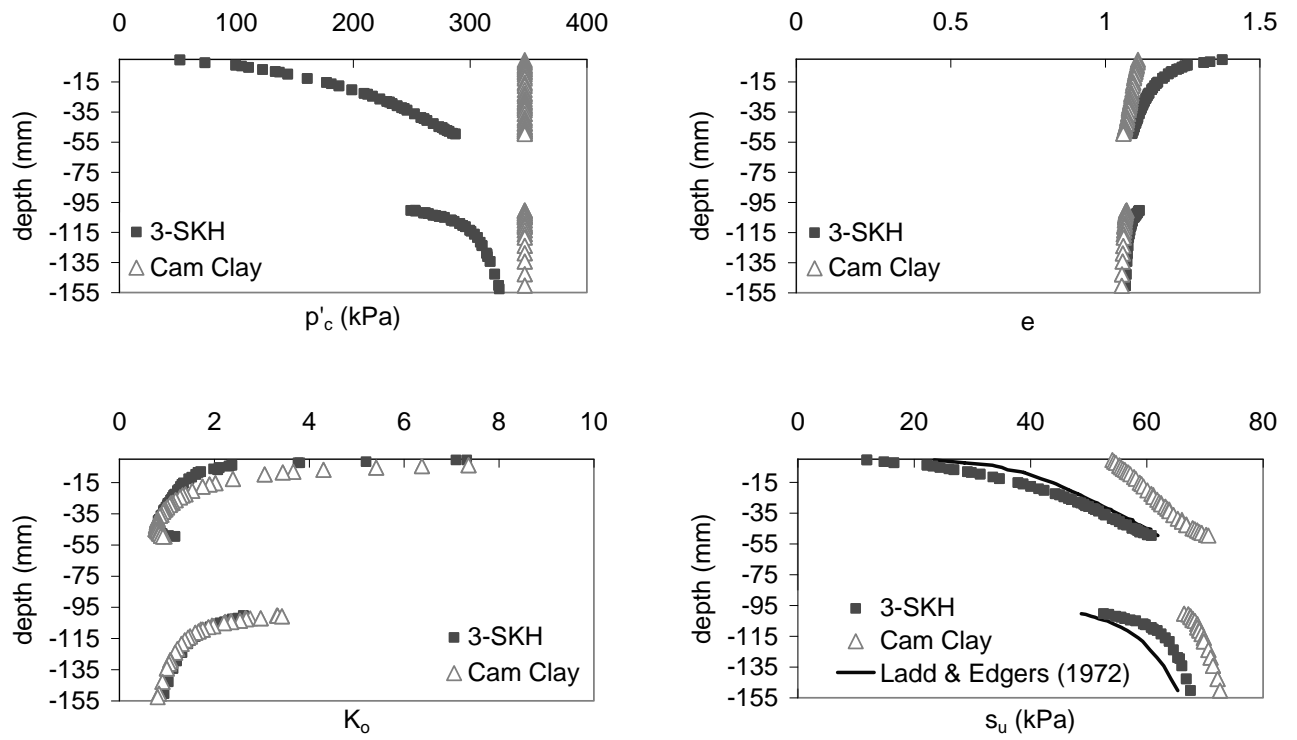 0 100 200 300 400
-15
-35
-55
-75
-95
-115
-135
-155
depth (mm)
3-SKH
Cam Clay
p'c (kPa)
0 0.5 1 1.5
-15
-35
-55
-75
-95
-115
-135
-155
depth (mm)
3-SKH
Cam Clay
e
0 2 4 6 8 10
-15
-35
-55
-75
-95
-115
-135
-155
depth (mm)
3-SKH
Cam Clay
Ko
0 20 40 60 80
-15
-35
-55
-75
-95
-115
-135
-155
depth (mm)
3-SKH
Cam Clay
Ladd & Edgers (1972)
su (kPa)